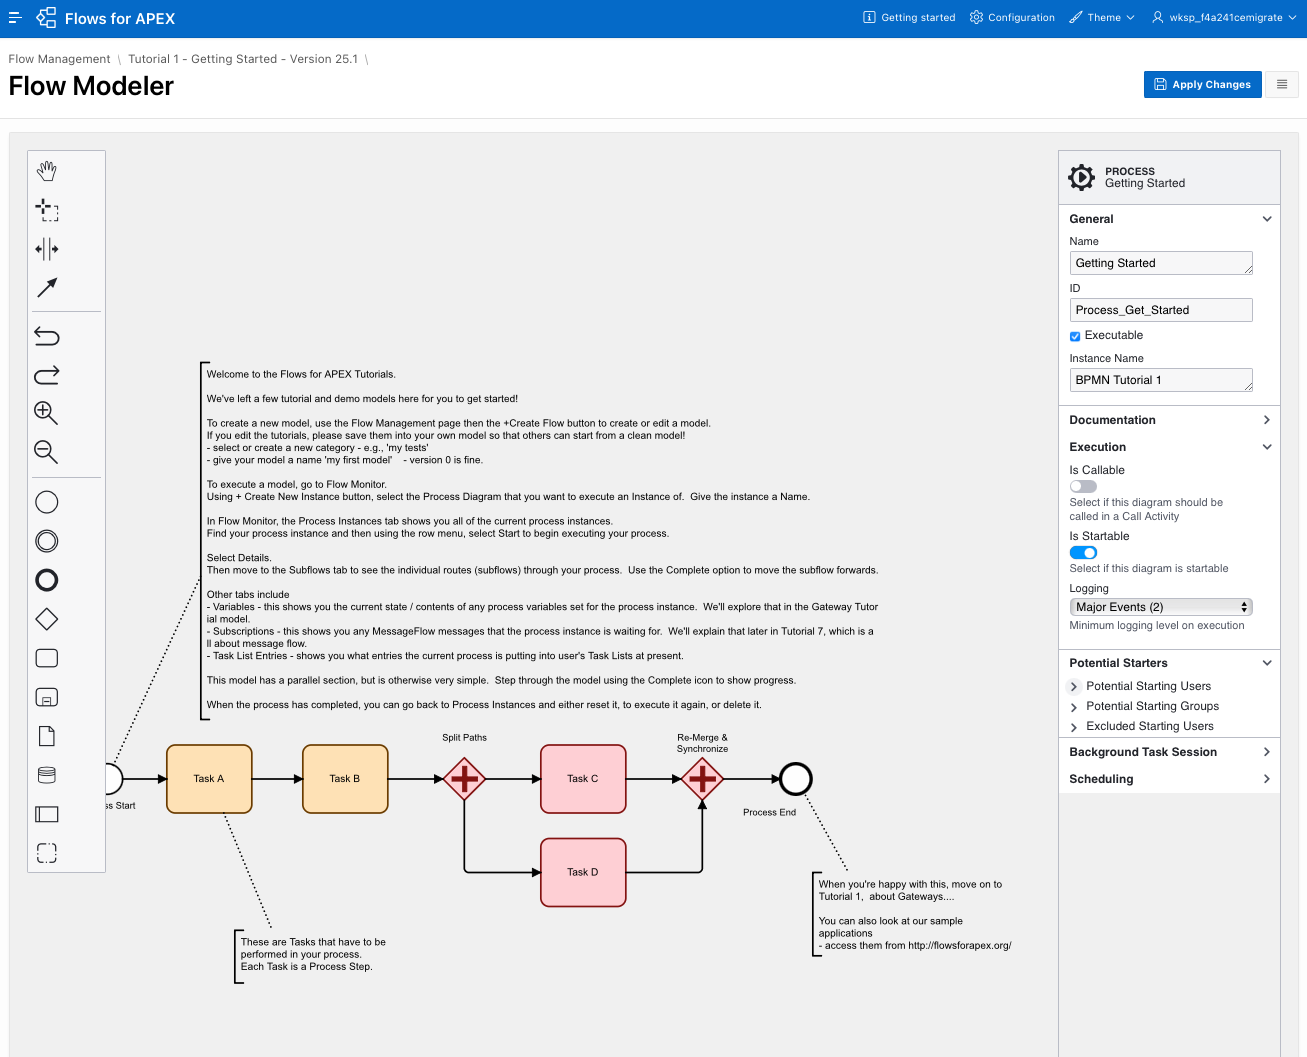 Flows for APEX
Getting started
Configuration
Theme
wksp_f4a241cemigrate
Flow Management \ Tutorial 1 - Getting Started - Version 25.1 \
Flow Modeler
Apply Changes
PROCESS
Getting Started
General
Name
Getting Started
ID
Process_Get_Started
Executable
Instance Name
BPMN Tutorial 1
Documentation
Execution
Is Callable
Select if this diagram should be
called in a Call Activity
Is Startable
Select if this diagram is startable
Logging
Major Events (2)
Minimum logging level on execution
Potential Starters
Potential Starting Users
Potential Starting Groups
Excluded Starting Users
Background Task Session
Scheduling
Welcome to the Flows for APEX Tutorials.
We've left a few tutorial and demo models here for you to get started!
To create a new model, use the Flow Management page then the +Create Flow button to create or edit a model.
If you edit the tutorials, please save them into your own model so that others can start from a clean model!
- select or create a new category - e.g., 'my tests'
- give your model a name 'my first model'    - version 0 is fine.
To execute a model, go to Flow Monitor.
Using + Create New Instance button, select the Process Diagram that you want to execute an Instance of.  Give the instance a Name.
In Flow Monitor, the Process Instances tab shows you all of the current process instances.
Find your process instance and then using the row menu, select Start to begin executing your process.
Select Details.
Then move to the Subflows tab to see the individual routes (subflows) through your process.  Use the Complete option to move the subflow forwards.
Other tabs include
- Variables - this shows you the current state / contents of any process variables set for the process instance.  We'll explore that in the Gateway Tutor
ial model.
- Subscriptions - this shows you any MessageFlow messages that the process instance is waiting for.  We'll explain that later in Tutorial 7, which is a
ll about message flow.
- Task List Entries - shows you what entries the current process is putting into user's Task Lists at present.
This model has a parallel section, but is otherwise very simple.  Step through the model using the Complete icon to show progress.
When the process has completed, you can go back to Process Instances and either reset it, to execute it again, or delete it.
Split Paths
Re-Merge &
Synchronize
Task A
Task B
Task C
ss Start
Process End
Task D
When you're happy with this, move on to
Tutorial 1,  about Gateways....
You can also look at our sample
applications
- access them from http://flowsforapex.org/
These are Tasks that have to be
performed in your process.
Each Task is a Process Step.